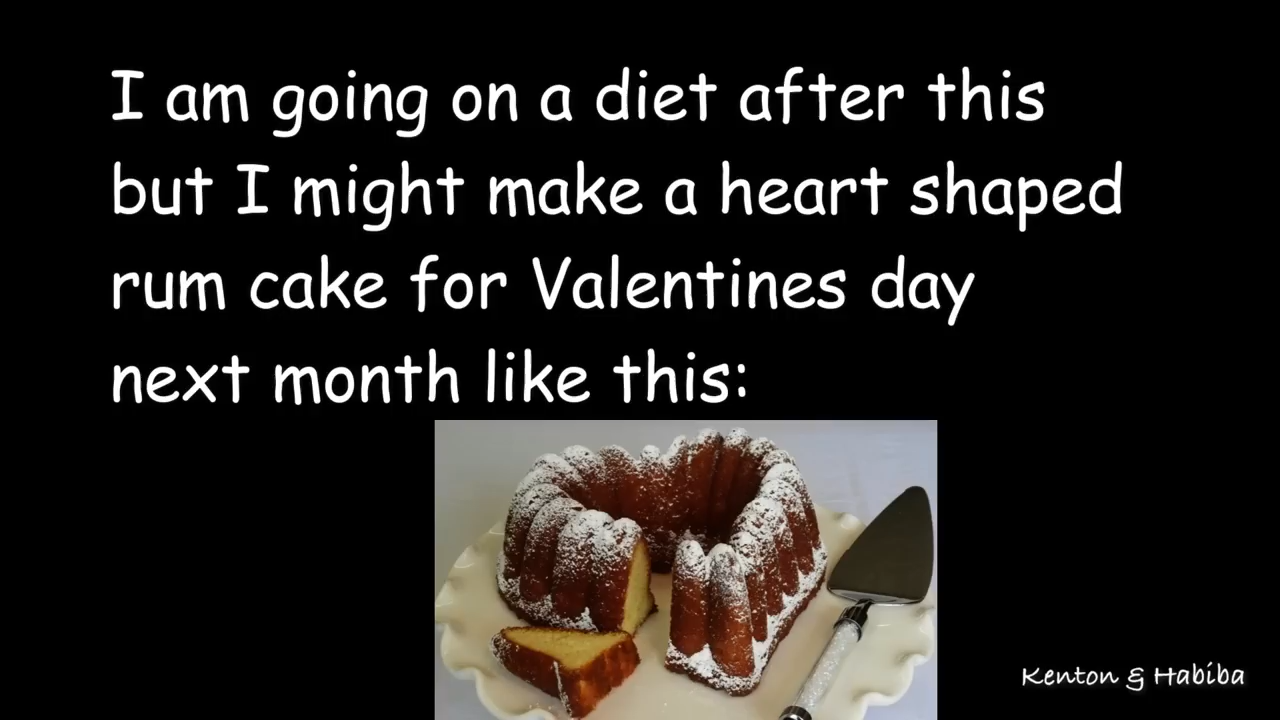 I am going on a diet after this
but I might make a heart shaped
rum cake for Valentines day
next month like this:
Kenton & Habiba